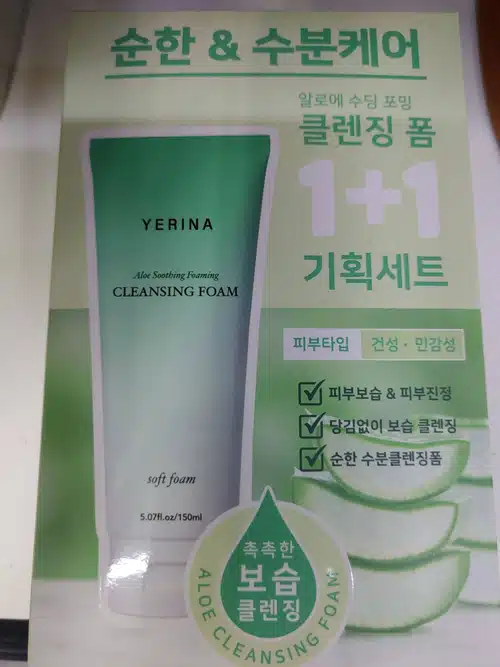 순한 & 수분케어
알로에 수딩 포밍
클렌징 폼
1+1
기획세트
YERINA
Aloe Soothing Foaming
CLEANSING FOAM
soft foam
5.07fl.oz/150ml
피부타입 건성 · 민감성
피부보습 & 피부진정
당김없이 보습 클렌징
순한 수분클렌징폼
촉촉한
보습
클렌징
ALOE CLEANSING FOAM